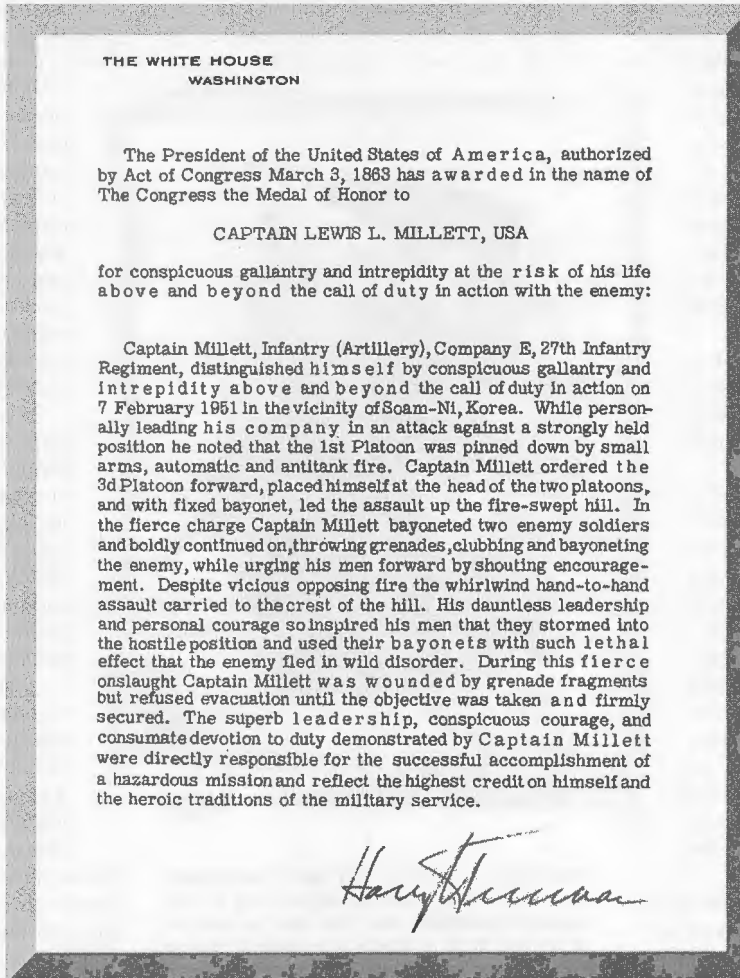 THE WHITE HOUSE
WASHINGTON
The President of the United States of America, authorized
by Act of Congress March 3, 1863 has awarded in the name of
The Congress the Medal of Honor to
CAPTAIN LEWIS L. MILLETT, USA
for conspicuous gallantry and intrepidity at the risk of his life
above and beyond the call of duty in action with the enemy:
Captain Millett, Infantry (Artillery), Company E, 27th Infantry
Regiment, distinguished himself by conspicuous gallantry and
intrepidity above and beyond the call of duty in action on
7 February 1951 in the vicinity of Soam-Ni, Korea. While person-
ally leading his company in an attack against a strongly held
position he noted that the 1st Platoon was pinned down by small
arms, automatic and antitank fire. Captain Millett ordered the
3d Platoon forward, placed himself at the head of the two platoons,
and with fixed bayonet, led the assault up the fire-swept hill. In
the fierce charge Captain Millett bayoneted two enemy soldiers
and boldly continued on, throwing grenades, clubbing and bayoneting
the enemy, while urging his men forward by shouting encourage-
ment. Despite vicious opposing fire the whirlwind hand-to-hand
assault carried to the crest of the hill. His dauntless leadership
and personal courage so inspired his men that they stormed into
the hostile position and used their bayonets with such lethal
effect that the enemy fled in wild disorder. During this fierce
onslaught Captain Millett was wounded by grenade fragments
but refused evacuation until the objective was taken and firmly
secured. The superb leadership, conspicuous courage, and
consumate devotion to duty demonstrated by Captain Millett
were directly responsible for the successful accomplishment of
a hazardous mission and reflect the highest credit on himself and
the heroic traditions of the military service.
Harry Truman